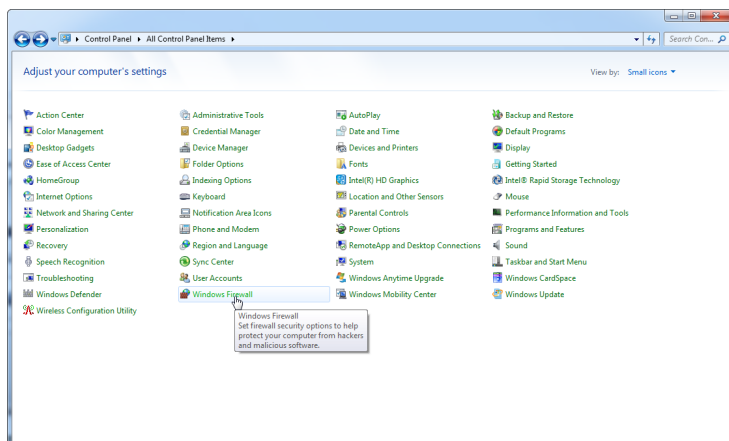 Control Panel ▸ All Control Panel Items ▸
Search Con...
Adjust your computer's settings
View by: Small icons
Action Center
Administrative Tools
AutoPlay
Backup and Restore
Color Management
Credential Manager
Date and Time
Default Programs
Desktop Gadgets
Device Manager
Devices and Printers
Display
Ease of Access Center
Folder Options
Fonts
Getting Started
HomeGroup
Indexing Options
Intel(R) HD Graphics
Intel® Rapid Storage Technology
Internet Options
Keyboard
Location and Other Sensors
Mouse
Network and Sharing Center
Notification Area Icons
Parental Controls
Performance Information and Tools
Personalization
Phone and Modem
Power Options
Programs and Features
Recovery
Region and Language
RemoteApp and Desktop Connections
Sound
Speech Recognition
Sync Center
System
Taskbar and Start Menu
Troubleshooting
User Accounts
Windows Anytime Upgrade
Windows CardSpace
Windows Defender
Windows Firewall
Windows Mobility Center
Windows Update
Wireless Configuration Utility
Windows Firewall
Set firewall security options to help
protect your computer from hackers
and malicious software.